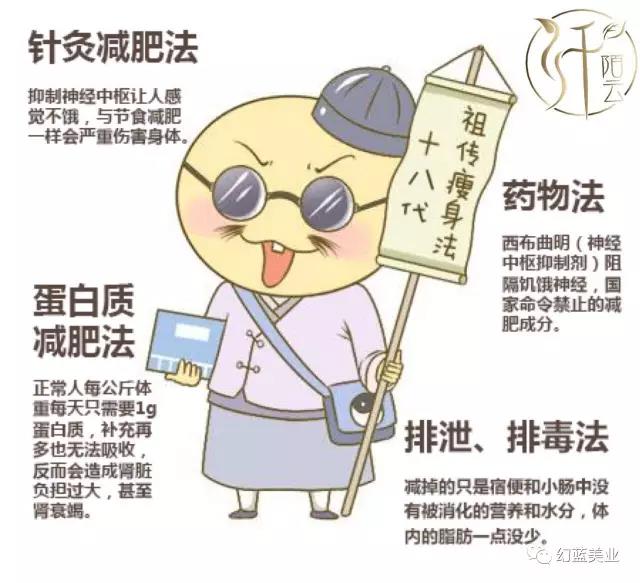 针灸减肥法
抑制神经中枢让人感
觉不饿，与节食减肥
一样会严重伤害身体。
仟
陌
云
祖传瘦身法
十八代
药物法
西布曲明（神经
中枢抑制剂）阻
隔饥饿神经，国
家命令禁止的减
肥成分。
蛋白质
减肥法
正常人每公斤体
重每天只需要1g
蛋白质，补充再
多也无法吸收，
反而会造成肾脏
负担过大，甚至
肾衰竭。
排泄、排毒法
减掉的只是宿便和小肠中没
有被消化的营养和水分，体
内的脂肪一点没少。
幻蓝美业